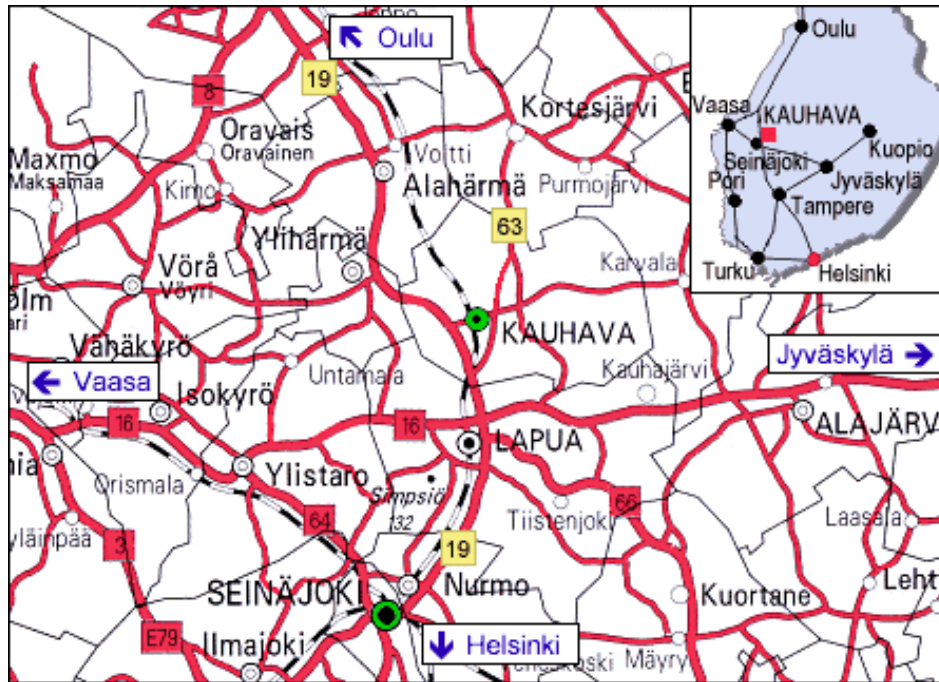 Oulu
19
8
Kortesjärvi
Oravais
Oravainen
Voltti
Maxmo
Maksamaa
Kimo
Alahärmä
Purmojärvi
63
Ylihärmä
Vörå
Vöyri
Karvala
KAUHAVA
Vähäkyrö
Vaasa
Isokyrö
Untamala
Kauhajärvi
Jyväskylä
16
16
ALAJÄRV
LAPUA
Ylistaro
Orismala
Simpsiö
132
Tiistenjoki
66
Laasala
64
3
19
SEINÄJOKI
Nurmo
Kuortane
Leht
E79
Ilmajoki
Helsinki
Mäyry
Oulu
Vaasa
KAUHAVA
Seinäjoki
Kuopio
Pori
Jyväskylä
Tampere
Turku
Helsinki